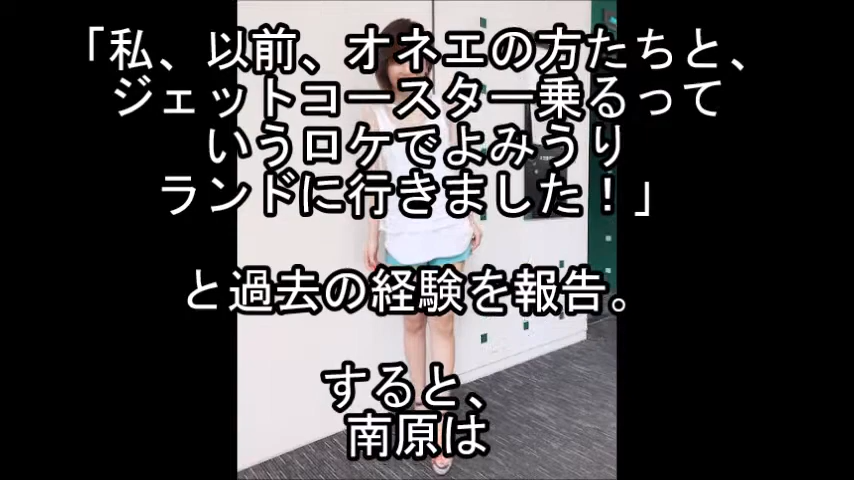 「私、以前、オネエの方たちと、
ジェットコースター乗るって
いうロケでよみうり
ランドに行きました！」
と過去の経験を報告。
すると、
南原は